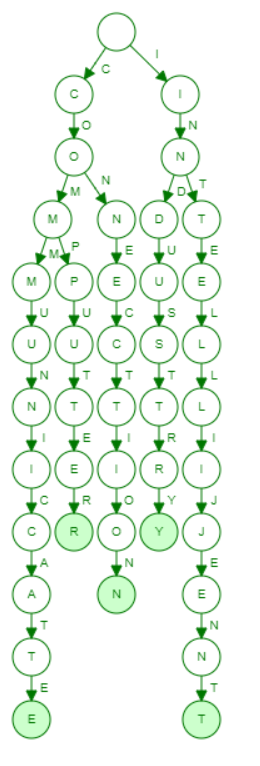 C I
C I
O N
O N
M N D T
M N D T
M P E U E
M P E U E
U U C S L
U U C S L
N T T T L
N T T T L
I E I R I
I E I R I
C R O Y J
C R O Y J
A N E
A N E
T N
T N
E T
E T